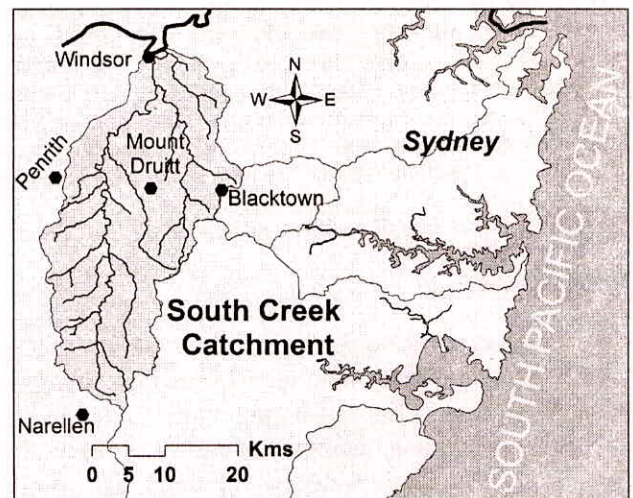 Windsor
N
W E
S
Mount
Druitt
Sydney
Penrith
Blacktown
SOUTH PACIFIC OCEAN
South Creek
Catchment
Narellen
Kms
0 5 10 20